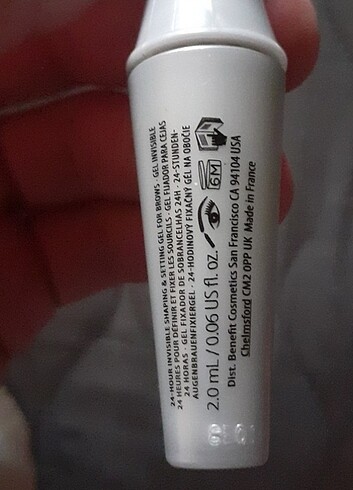 24-HOUR INVISIBLE SHAPING & SETTING GEL FOR BROWS · GEL INVISIBLE
24 HEURES POUR DÉFINIR ET FIXER LES SOURCILS · GEL FIJADOR PARA CEJAS
24 HORAS · GEL FIXADOR DE SOBRANCELHAS 24H · 24-STUNDEN-
AUGENBRAUENFIXIERGEL · 24-HODINOVÝ FIXAČNÝ GÉL NA OBOČIE
2.0 mL / 0.06 US fl. oz. 6M
Dist. Benefit Cosmetics San Francisco CA 94104 USA
Chelmsford CM2 0PP UK Made in France